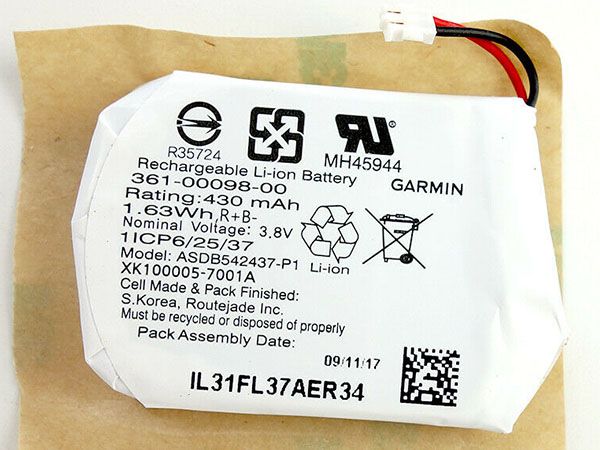 R35724
MH45944
Rechargeable Li-ion Battery
GARMIN
361-00098-00
Rating:430 mAh
1.63Wh,R+B-
Nominal Voltage: 3.8V
1ICP6/25/37
Li-ion
Model: ASDB542437-P1
XK100005-7001A
Cell Made & Pack Finished:
S.Korea, Routejade Inc.
Must be recycled or disposed of properly
Pack Assembly Date:
09/11/17
IL31FL37AER34